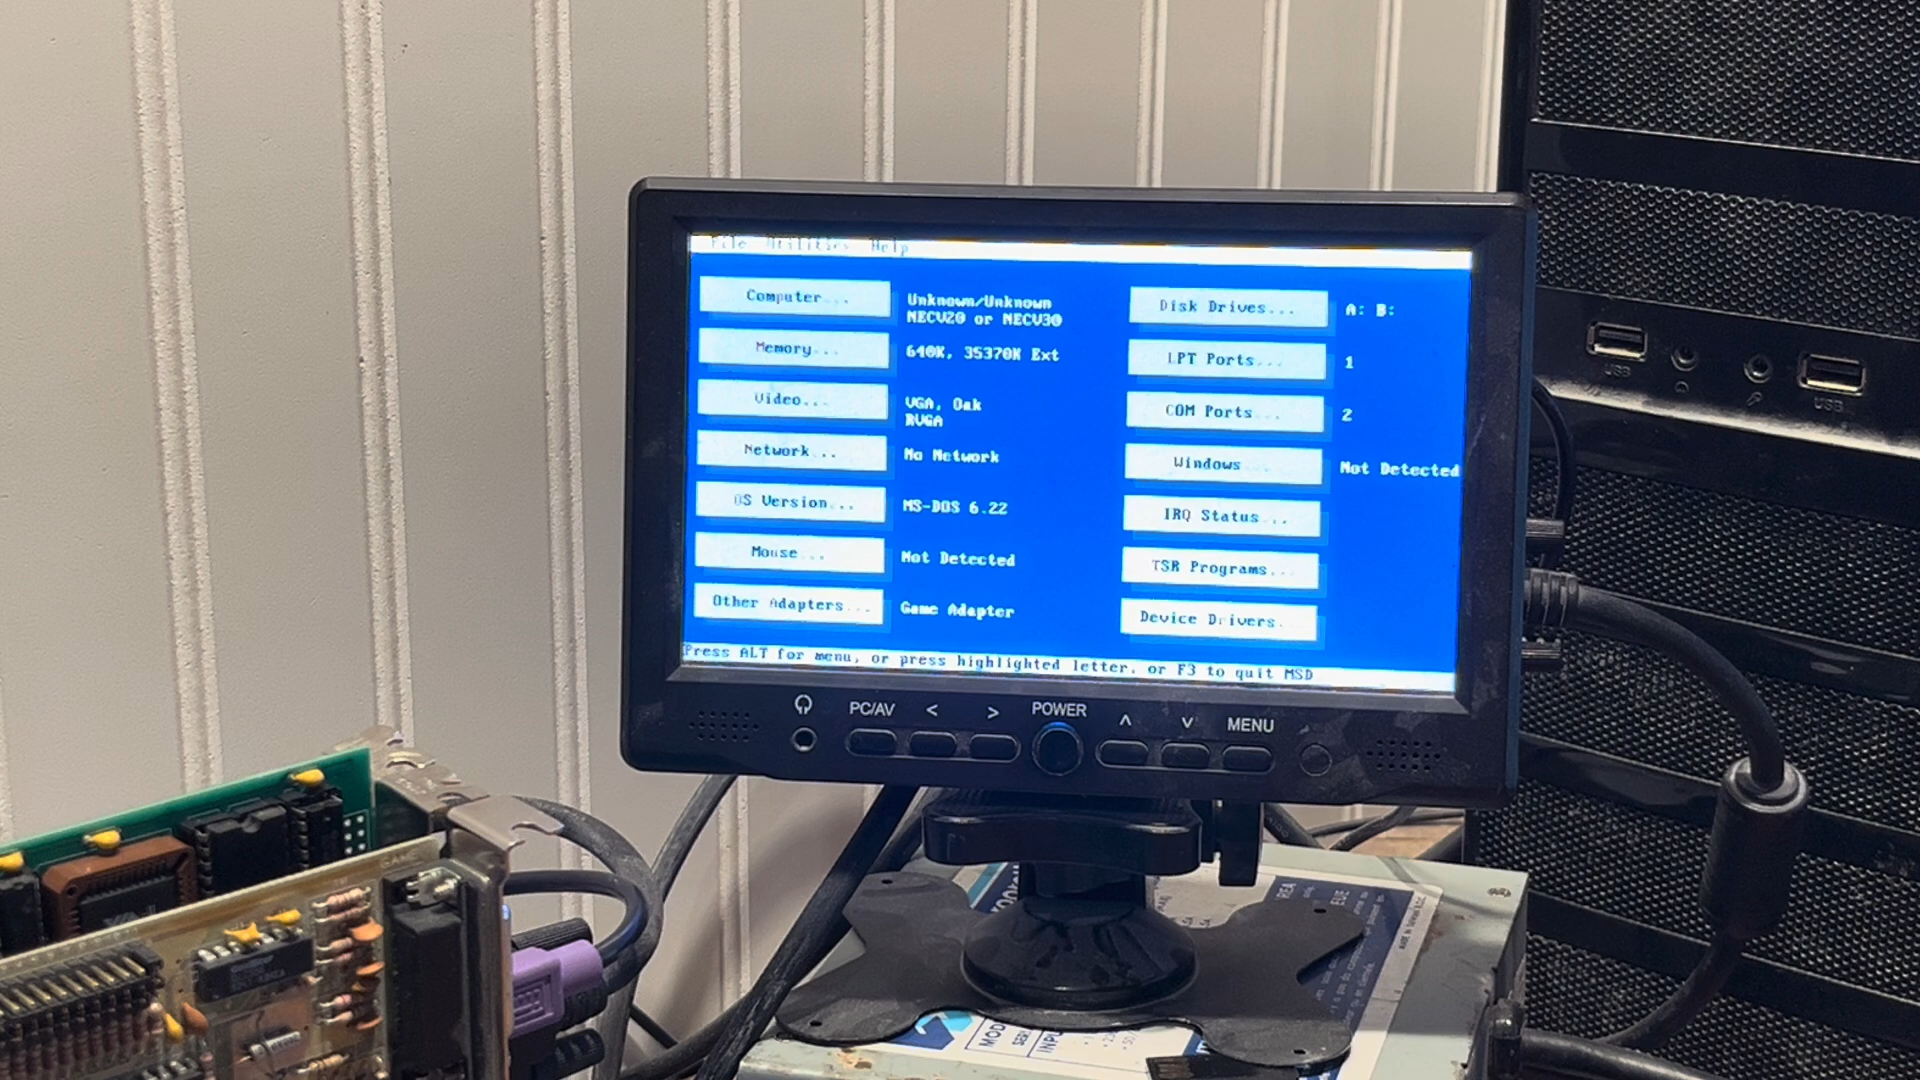 File Utilities Help
Computer...
Unknown/Unknown
NECV20 or NECV30
Memory...
640K, 35370K Ext
Video...
VGA, Oak
RVGA
Network...
No Network
OS Version...
MS-DOS 6.22
Mouse...
Not Detected
Other Adapters...
Game Adapter
Disk Drives...
A: B:
LPT Ports...
1
COM Ports...
2
Windows...
Not Detected
IRQ Status...
TSR Programs...
Device Drivers...
Press ALT for menu, or press highlighted letter, or F3 to quit MSD
PC/AV < > POWER ʌ v MENU
USB
USB
GAME